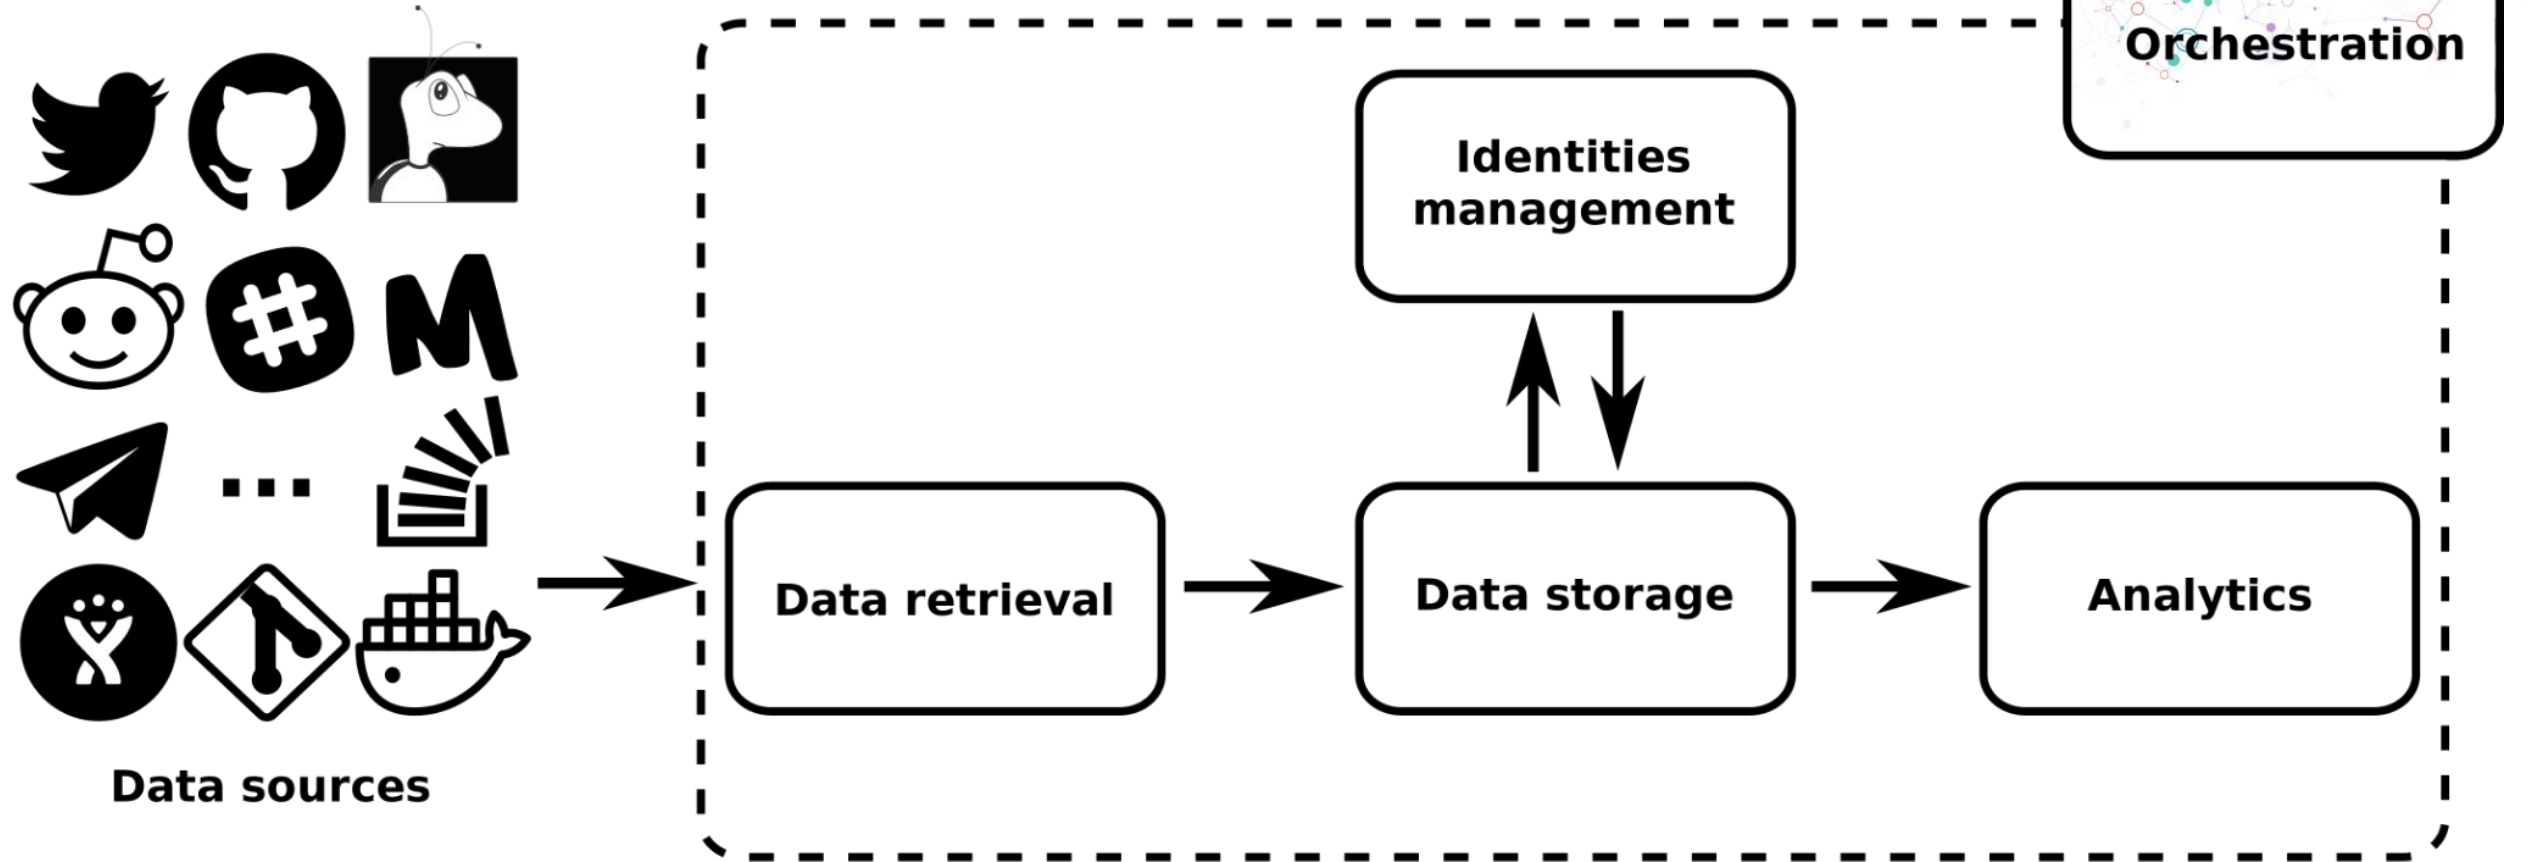 Orchestration
Identities
management
Data retrieval
Data storage
Analytics
Data sources